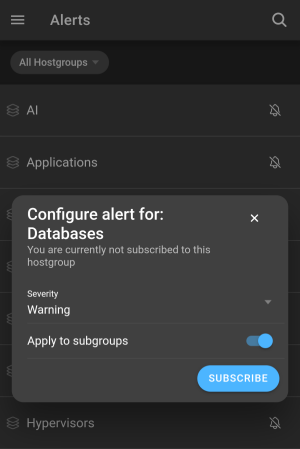 Alerts
All Hostgroups
AI
Applications
Configure alert for:
Databases
You are currently not subscribed to this
hostgroup
Severity
Warning
Apply to subgroups
SUBSCRIBE
Hypervisors